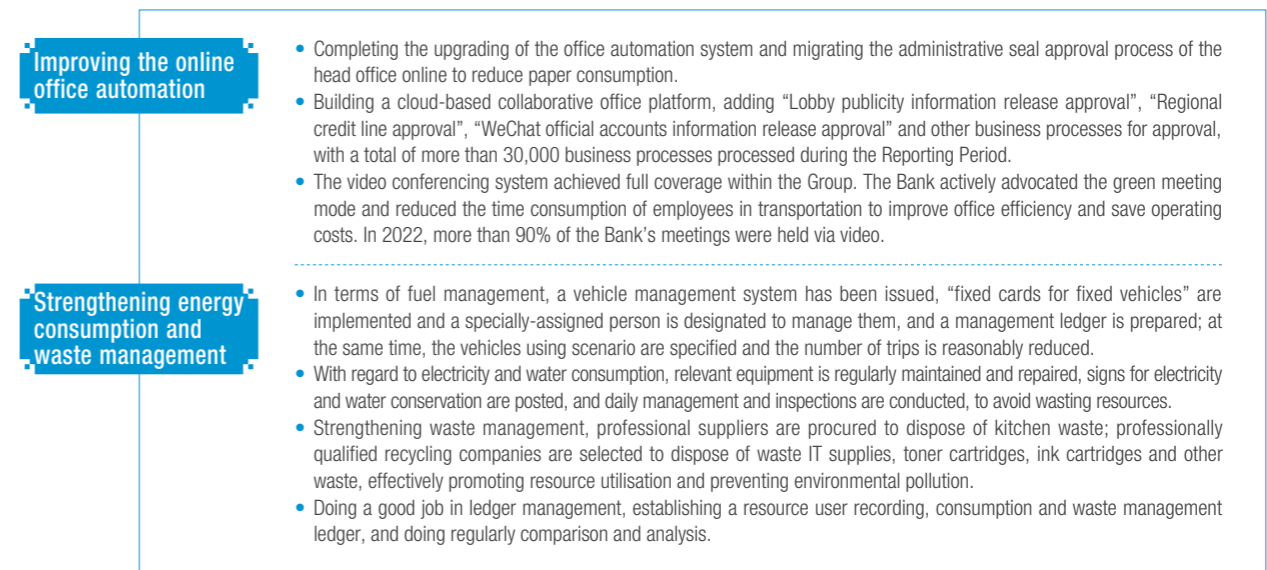 Improving the online
office automation
• Completing the upgrading of the office automation system and migrating the administrative seal approval process of the
head office online to reduce paper consumption.
• Building a cloud-based collaborative office platform, adding “Lobby publicity information release approval”, “Regional
credit line approval”, “WeChat official accounts information release approval” and other business processes for approval,
with a total of more than 30,000 business processes processed during the Reporting Period.
• The video conferencing system achieved full coverage within the Group. The Bank actively advocated the green meeting
mode and reduced the time consumption of employees in transportation to improve office efficiency and save operating
costs. In 2022, more than 90% of the Bank’s meetings were held via video.
Strengthening energy
consumption and
waste management
• In terms of fuel management, a vehicle management system has been issued, “fixed cards for fixed vehicles” are
implemented and a specially-assigned person is designated to manage them, and a management ledger is prepared; at
the same time, the vehicles using scenario are specified and the number of trips is reasonably reduced.
• With regard to electricity and water consumption, relevant equipment is regularly maintained and repaired, signs for electricity
and water conservation are posted, and daily management and inspections are conducted, to avoid wasting resources.
• Strengthening waste management, professional suppliers are procured to dispose of kitchen waste; professionally
qualified recycling companies are selected to dispose of waste IT supplies, toner cartridges, ink cartridges and other
waste, effectively promoting resource utilisation and preventing environmental pollution.
• Doing a good job in ledger management, establishing a resource user recording, consumption and waste management
ledger, and doing regularly comparison and analysis.